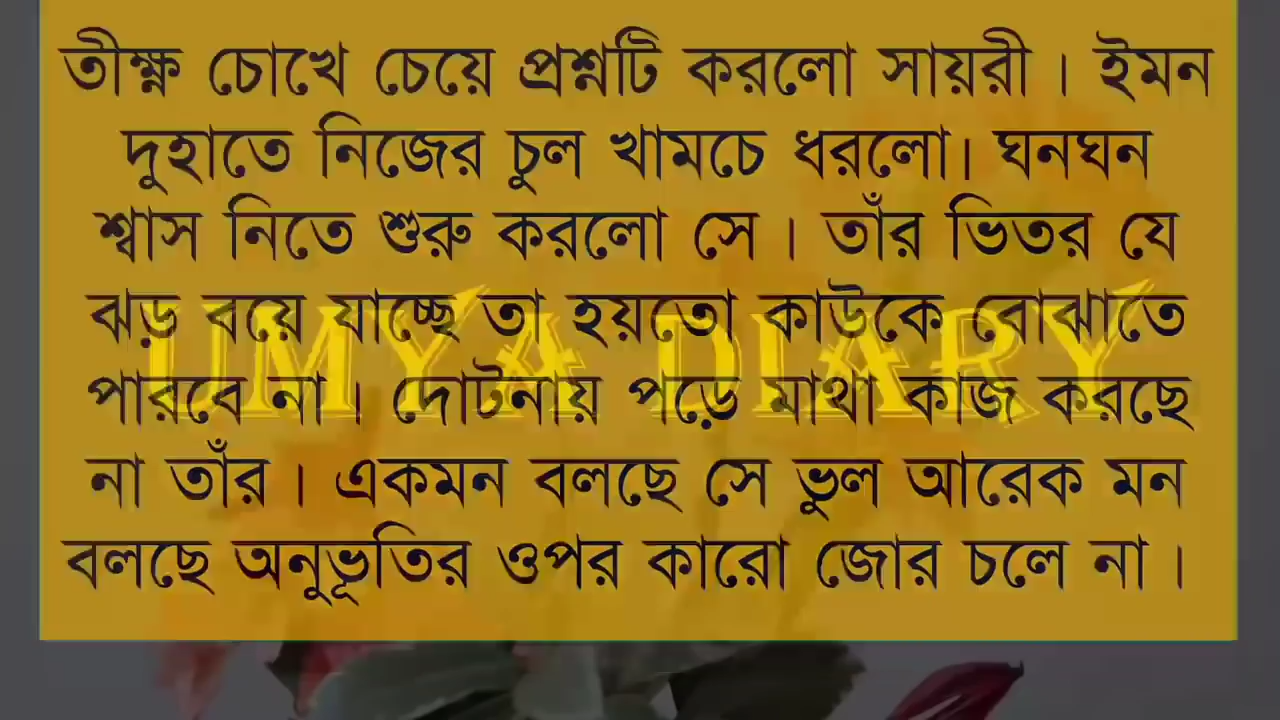 তীক্ষ্ণ চোখে চেয়ে প্রশ্নটি করলো সায়রী । ইমন
দুহাতে নিজের চুল খামচে ধরলো। ঘনঘন
শ্বাস নিতে শুরু করলো সে । তাঁর ভিতর যে
ঝড় বয়ে যাচ্ছে তা হয়তো কাউকে বোঝাতে
UMYA DIARY
পারবে না । দোটনায় পড়ে মাথা কাজ করছে
না তাঁর । একমন বলছে সে ভুল আরেক মন
বলছে অনুভূতির ওপর কারো জোর চলে না ।